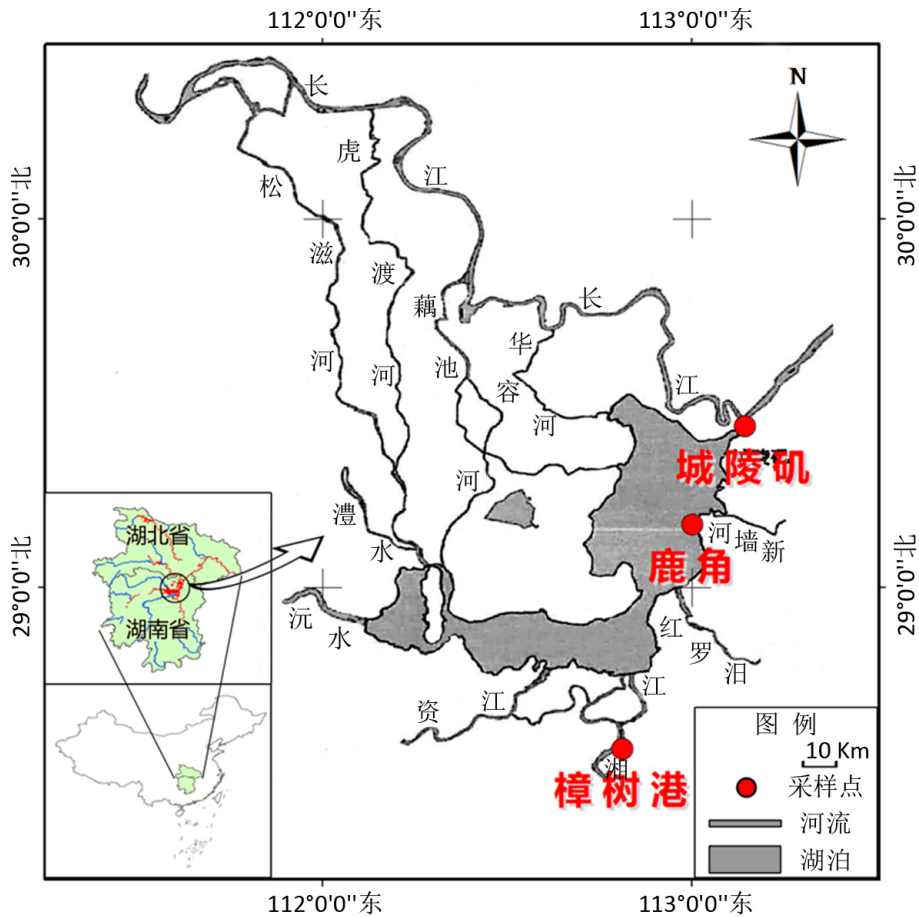 112°0'0''东
113°0'0''东
N
30°0'0''北
30°0'0''北
29°0'0''北
29°0'0''北
长
江
长
江
松
滋
河
虎
渡
河
藕
池
河
华
容
河
澧
水
沅
水
资
江
湘
江
汨
罗
红
新
墙
河
城陵矶
鹿角
樟树港
湖北省
湖南省
图 例
10 Km
采样点
河流
湖泊
112°0'0''东
113°0'0''东